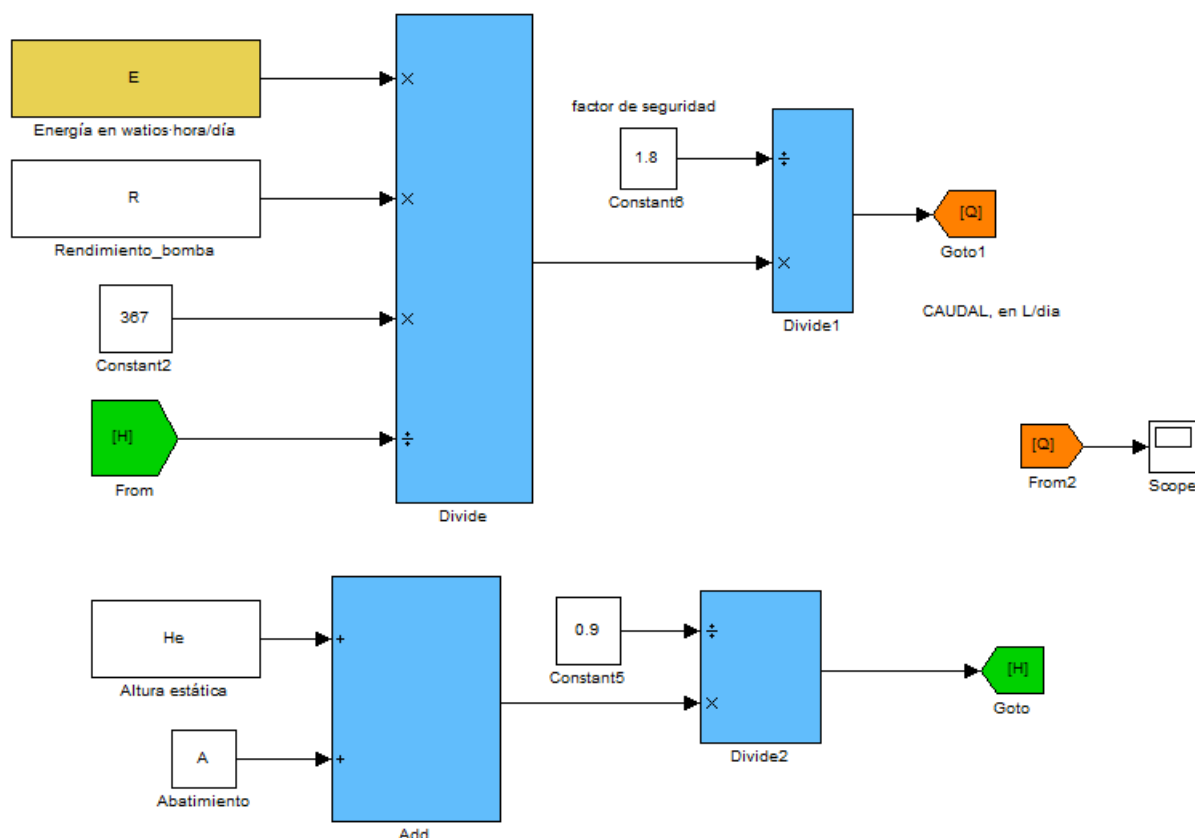 E
Energía en watios·hora/día
R
Rendimiento_bomba
367
Constant2
[H]
From
×
×
×
÷
Divide
factor de seguridad
1.8
Constant6
÷
×
Divide1
[Q]
Goto1
CAUDAL, en L/dia
[Q]
From2
Scope
He
Altura estática
A
Abatimiento
+
+
Add
0.9
Constant5
÷
×
Divide2
[H]
Goto